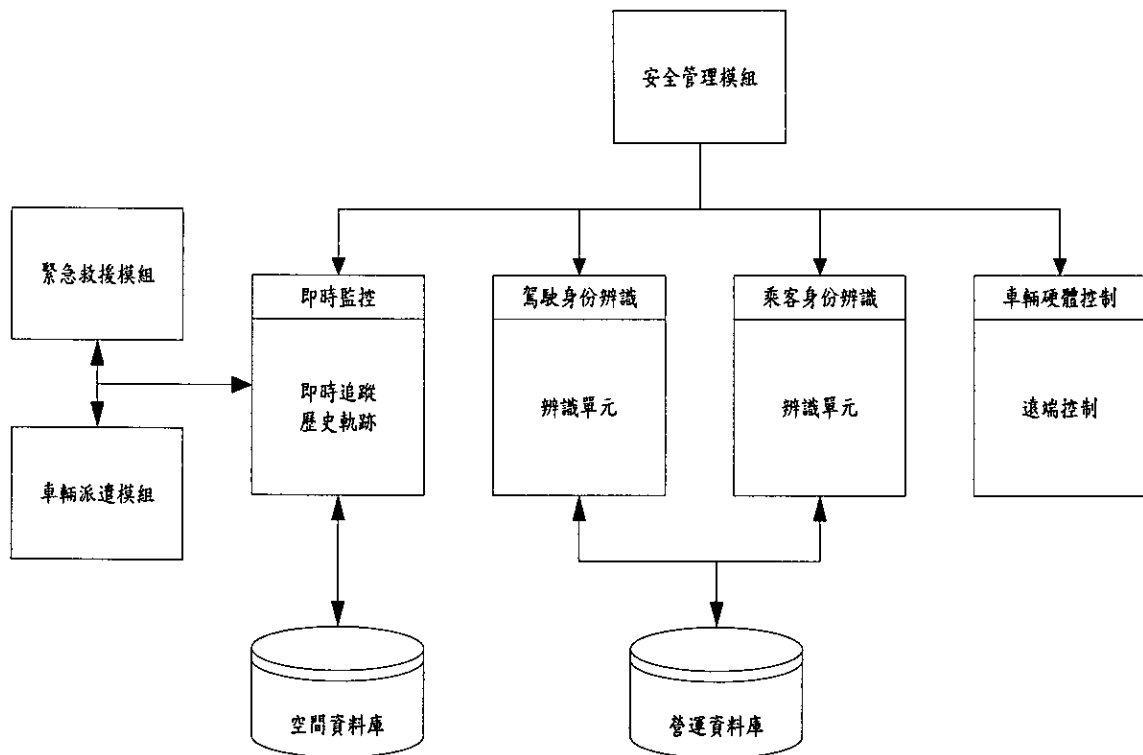 安全管理模組
緊急救援模組
即時監控
駕駛身份辨識
乘客身份辨識
車輛硬體控制
即時追蹤
歷史軌跡
辨識單元
辨識單元
遠端控制
車輛派遣模組
空間資料庫
營運資料庫